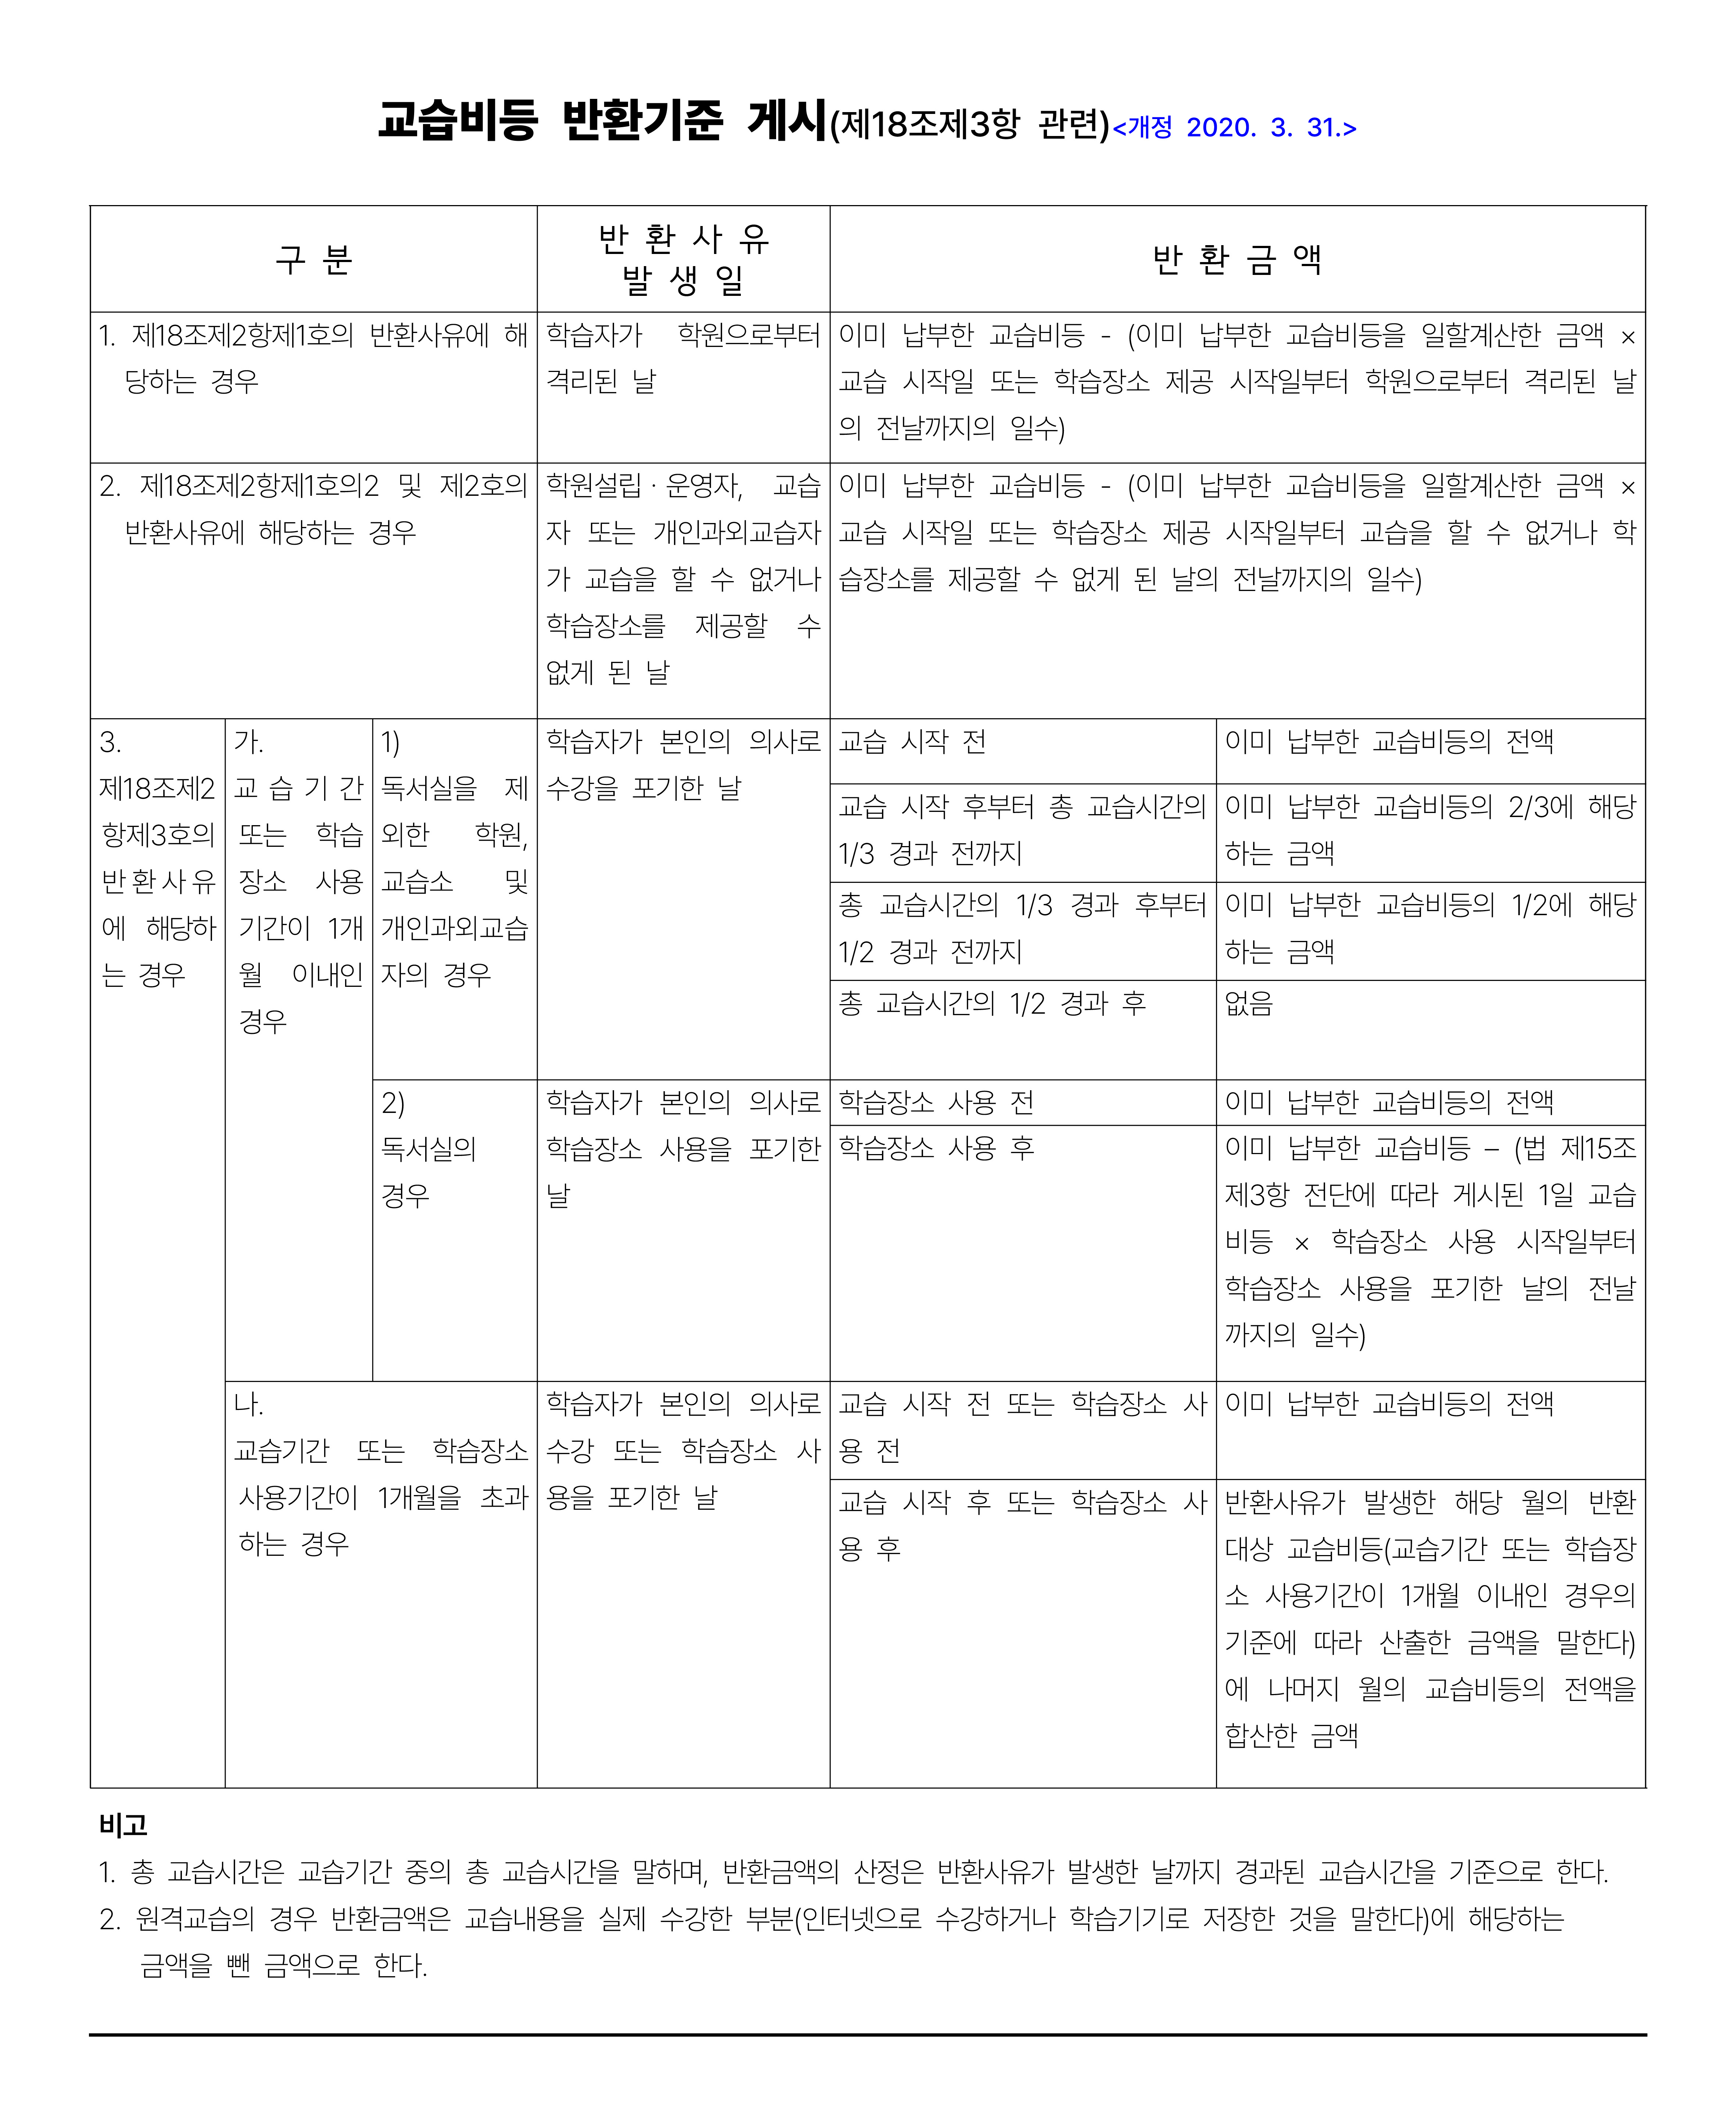 교습비등 반환기준 게시(제18조제3항 관련)<개정 2020. 3. 31.>
구 분
반 환 사 유
발 생 일
반 환 금 액
1. 제18조제2항제1호의 반환사유에 해
당하는 경우
학습자가 학원으로부터
격리된 날
이미 납부한 교습비등 - (이미 납부한 교습비등을 일할계산한 금액 ×
교습 시작일 또는 학습장소 제공 시작일부터 학원으로부터 격리된 날
의 전날까지의 일수)
2. 제18조제2항제1호의2 및 제2호의
반환사유에 해당하는 경우
학원설립·운영자, 교습
자 또는 개인과외교습자
가 교습을 할 수 없거나
학습장소를 제공할 수
없게 된 날
이미 납부한 교습비등 - (이미 납부한 교습비등을 일할계산한 금액 ×
교습 시작일 또는 학습장소 제공 시작일부터 교습을 할 수 없거나 학
습장소를 제공할 수 없게 된 날의 전날까지의 일수)
3.
제18조제2
항제3호의
반환사유
에 해당하
는 경우
가.
교습기간
또는 학습
장소 사용
기간이 1개
월 이내인
경우
1)
독서실을 제
외한 학원,
교습소 및
개인과외교습
자의 경우
학습자가 본인의 의사로
수강을 포기한 날
교습 시작 전
이미 납부한 교습비등의 전액
교습 시작 후부터 총 교습시간의
1/3 경과 전까지
이미 납부한 교습비등의 2/3에 해당
하는 금액
총 교습시간의 1/3 경과 후부터
1/2 경과 전까지
이미 납부한 교습비등의 1/2에 해당
하는 금액
총 교습시간의 1/2 경과 후
없음
2)
독서실의
경우
학습자가 본인의 의사로
학습장소 사용을 포기한
날
학습장소 사용 전
이미 납부한 교습비등의 전액
학습장소 사용 후
이미 납부한 교습비등 – (법 제15조
제3항 전단에 따라 게시된 1일 교습
비등 × 학습장소 사용 시작일부터
학습장소 사용을 포기한 날의 전날
까지의 일수)
나.
교습기간 또는 학습장소
사용기간이 1개월을 초과
하는 경우
학습자가 본인의 의사로
수강 또는 학습장소 사
용을 포기한 날
교습 시작 전 또는 학습장소 사
용 전
이미 납부한 교습비등의 전액
교습 시작 후 또는 학습장소 사
용 후
반환사유가 발생한 해당 월의 반환
대상 교습비등(교습기간 또는 학습장
소 사용기간이 1개월 이내인 경우의
기준에 따라 산출한 금액을 말한다)
에 나머지 월의 교습비등의 전액을
합산한 금액
비고
1. 총 교습시간은 교습기간 중의 총 교습시간을 말하며, 반환금액의 산정은 반환사유가 발생한 날까지 경과된 교습시간을 기준으로 한다.
2. 원격교습의 경우 반환금액은 교습내용을 실제 수강한 부분(인터넷으로 수강하거나 학습기기로 저장한 것을 말한다)에 해당하는
금액을 뺀 금액으로 한다.